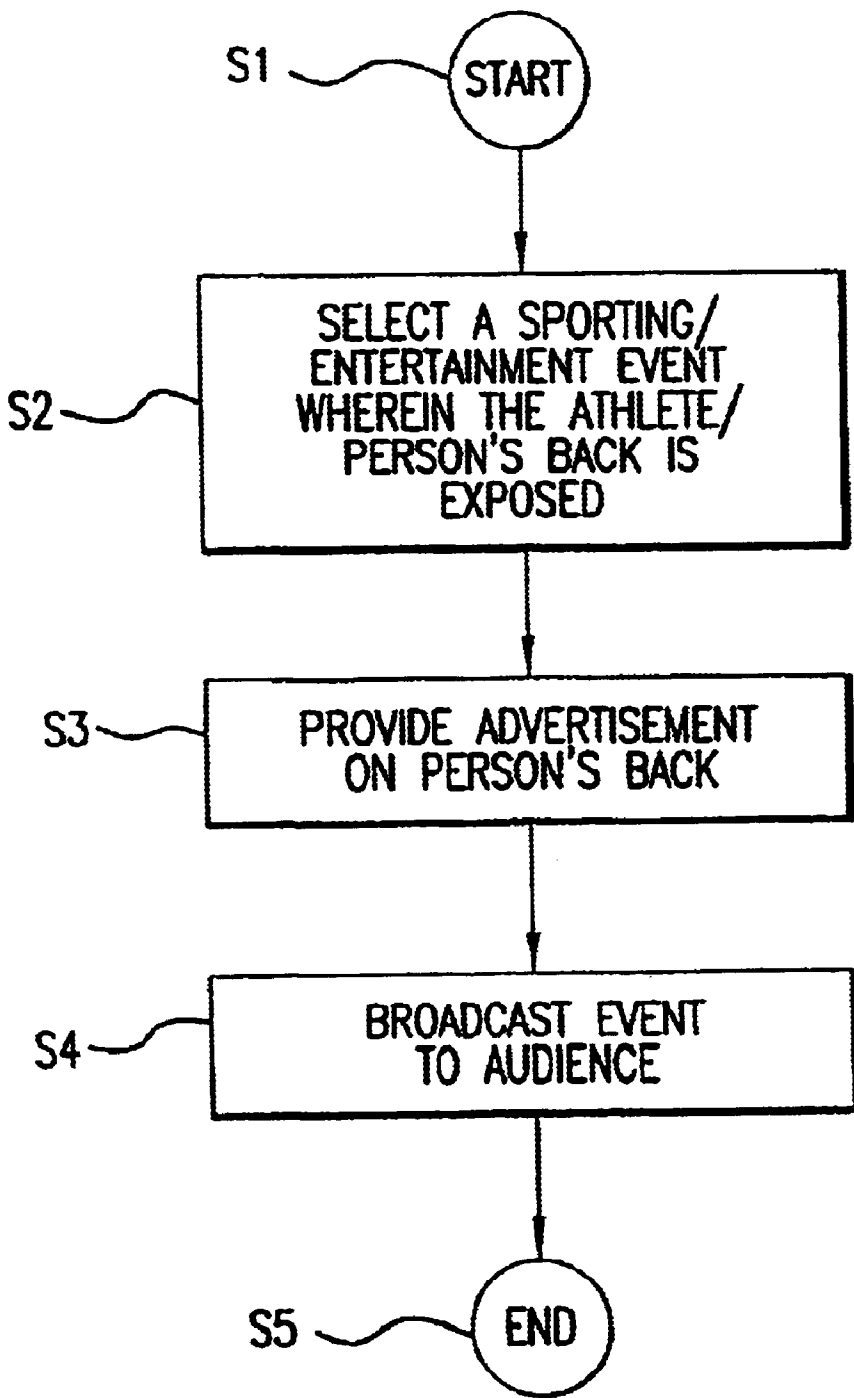 S1
START
S2
SELECT A SPORTING/
ENTERTAINMENT EVENT
WHEREIN THE ATHLETE/
PERSON'S BACK IS
EXPOSED
S3
PROVIDE ADVERTISEMENT
ON PERSON'S BACK
S4
BROADCAST EVENT
TO AUDIENCE
S5
END